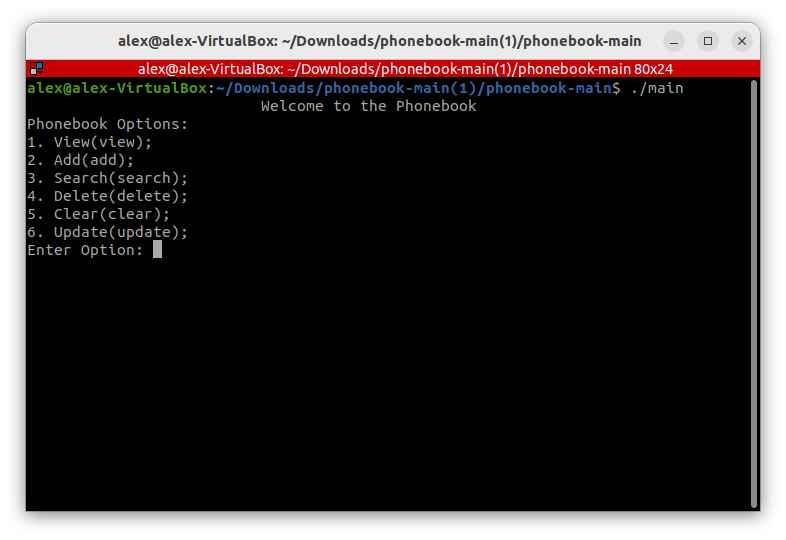 alex@alex-VirtualBox: ~/Downloads/phonebook-main(1)/phonebook-main
alex@alex-VirtualBox: ~/Downloads/phonebook-main(1)/phonebook-main 80x24
alex@alex-VirtualBox:~/Downloads/phonebook-main(1)/phonebook-main$ ./main
Welcome to the Phonebook
Phonebook Options:
1. View(view);
2. Add(add);
3. Search(search);
4. Delete(delete);
5. Clear(clear);
6. Update(update);
Enter Option: